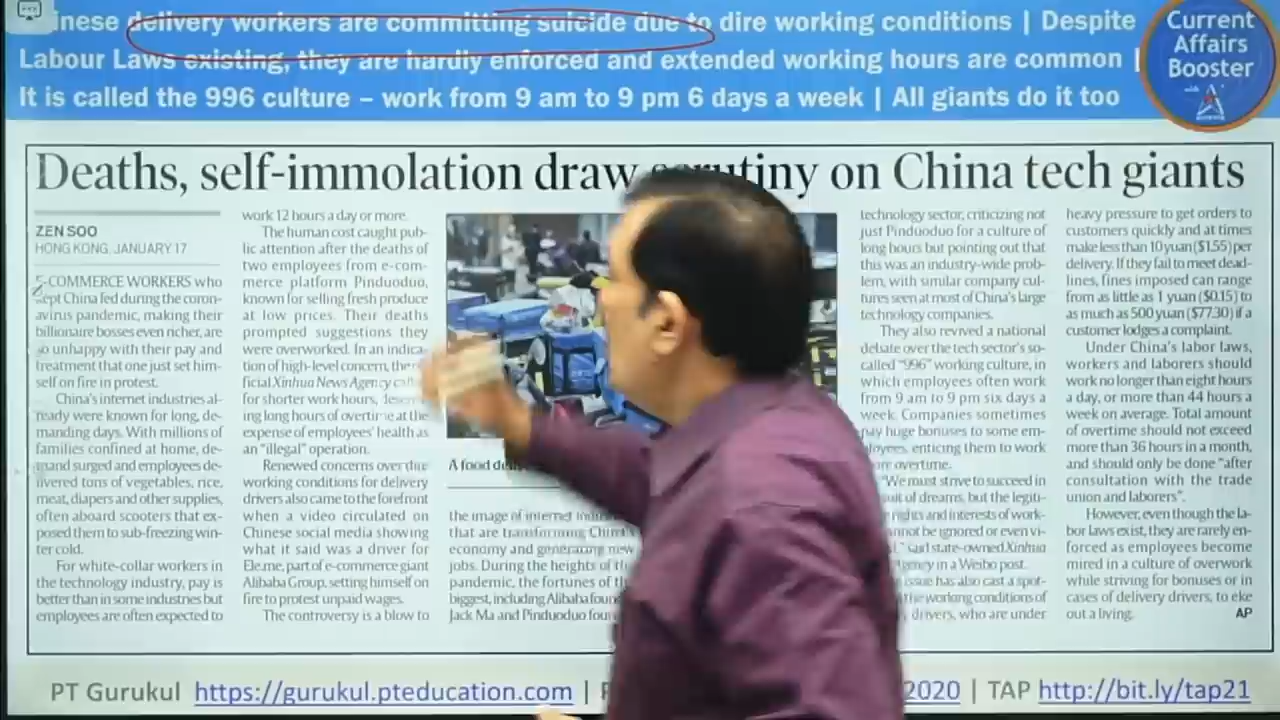 inese delivery workers are committing suicide due to dire working conditions | Despite
Labour Laws existing, they are hardly enforced and extended working hours are common |
It is called the 996 culture – work from 9 am to 9 pm 6 days a week | All giants do it too
Current
Affairs
Booster
with
Deaths, self-immolation draw scrutiny on China tech giants
ZEN SOO
HONG KONG, JANUARY 17
E-COMMERCE WORKERS who
kept China fed during the coron-
avirus pandemic, making their
billionaire bosses even richer, are
so unhappy with their pay and
treatment that one just set him-
self on fire in protest.
China's internet industries al-
ready were known for long, de-
manding days. With millions of
families confined at home, de-
mand surged and employees de-
livered tons of vegetables, rice,
meat, diapers and other supplies,
often aboard scooters that ex-
posed them to sub-freezing win-
ter cold.
For white-collar workers in
the technology industry, pay is
better than in some industries but
employees are often expected to
work 12 hours a day or more.
The human cost caught pub-
lic attention after the deaths of
two employees from e-com-
merce platform Pinduoduo,
known for selling fresh produce
at low prices. Their deaths
prompted suggestions they
were overworked. In an indica-
tion of high-level concern, the
ficial Xinhua News Agency
for shorter work hours,
ing long hours of overtime at the
expense of employees' health as
an "illegal" operation.
Renewed concerns over dire
working conditions for delivery
drivers also came to the forefront
when a video circulated on
Chinese social media showing
what it said was a driver for
Ele.me, part of e-commerce giant
Alibaba Group, setting himself on
fire to protest unpaid wages.
The controversy is a blow to
A food
the image of internet
that are transforming
economy and generating new
jobs. During the heights of
pandemic, the fortunes of
biggest, including Alibaba
Jack Ma and Pinduoduo
technology sector, criticizing not
just Pinduoduo for a culture of
long hours but pointing out that
this was an industry-wide prob-
lem, with similar company cul-
tures seen at most of China's large
technology companies.
They also revived a national
debate over the tech sector's so-
called "996" working culture, in
which employees often work
from 9 am to 9 pm six days a
week. Companies sometimes
pay huge bonuses to some em-
ployees, enticing them to work
overtime.
"We must strive to succeed in
of dreams, but the legiti-
rights and interests of work-
be ignored or even vi-
said state-owned Xinhua
in a Weibo post.
issue has also cast a spot-
the working conditions of
drivers, who are under
heavy pressure to get orders to
customers quickly and at times
make less than 10 yuan ($1.55) per
delivery. If they fail to meet dead-
lines, fines imposed can range
from as little as 1 yuan ($0.15) to
as much as 500 yuan ($77.30) if a
customer lodges a complaint.
Under China's labor laws,
workers and laborers should
work no longer than eight hours
a day, or more than 44 hours a
week on average. Total amount
of overtime should not exceed
more than 36 hours in a month,
and should only be done "after
consultation with the trade
union and laborers".
However, even though the la-
bor laws exist, they are rarely en-
forced as employees become
mired in a culture of overwork
while striving for bonuses or in
cases of delivery drivers, to eke
out a living. AP
PT Gurukul https://gurukul.pteducation.com | 2020 | TAP http://bit.ly/tap21